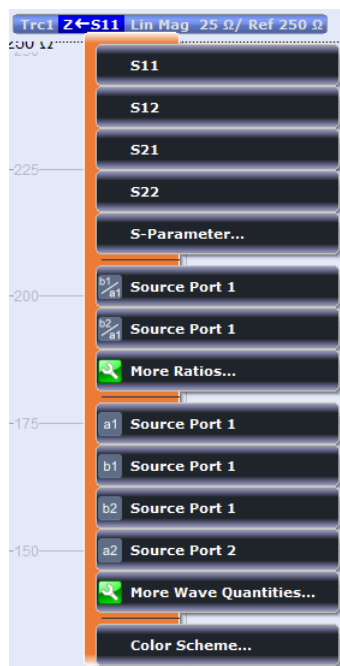 Trc1 Z←S11 Lin Mag 25 Ω/ Ref 250 Ω
250 Ω
250
S11
S12
S21
225
S22
S-Parameter...
b1/a1 Source Port 1
200
b2/a1 Source Port 1
More Ratios...
175
a1 Source Port 1
b1 Source Port 1
b2 Source Port 1
150
a2 Source Port 2
More Wave Quantities...
Color Scheme...